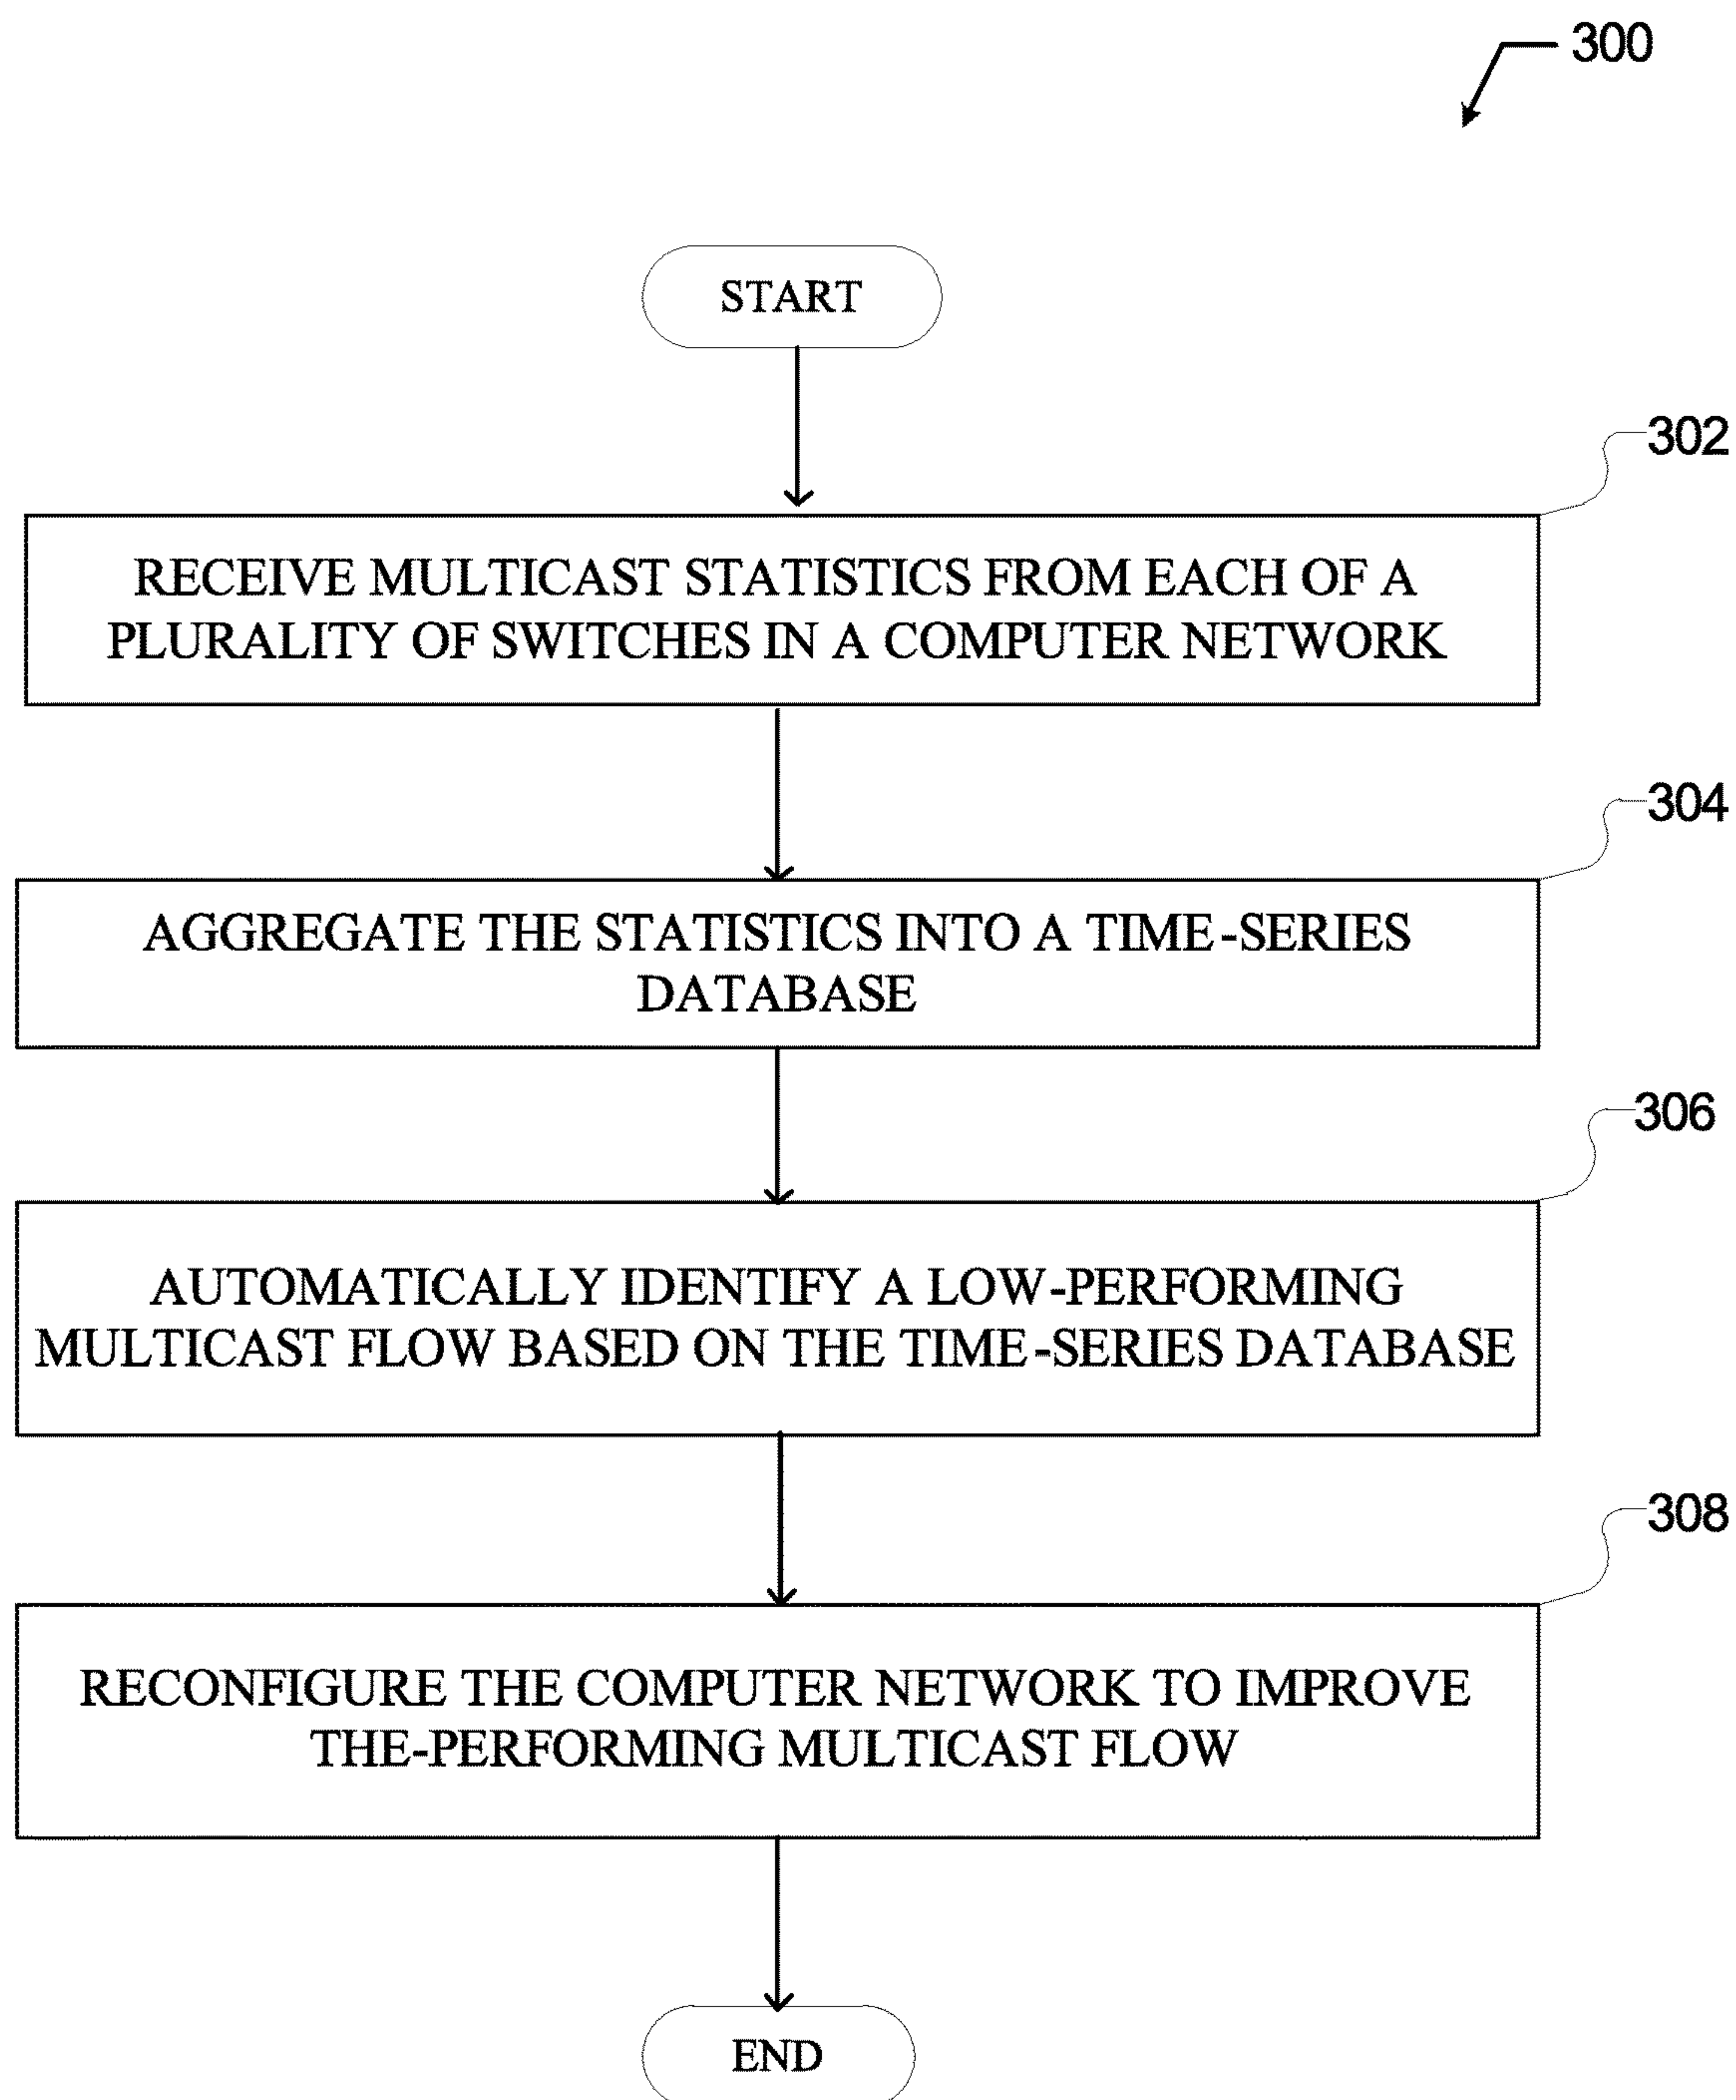 300
START
302
RECEIVE MULTICAST STATISTICS FROM EACH OF A
PLURALITY OF SWITCHES IN A COMPUTER NETWORK
304
AGGREGATE THE STATISTICS INTO A TIME-SERIES
DATABASE
306
AUTOMATICALLY IDENTIFY A LOW-PERFORMING
MULTICAST FLOW BASED ON THE TIME-SERIES DATABASE
308
RECONFIGURE THE COMPUTER NETWORK TO IMPROVE
THE-PERFORMING MULTICAST FLOW
END